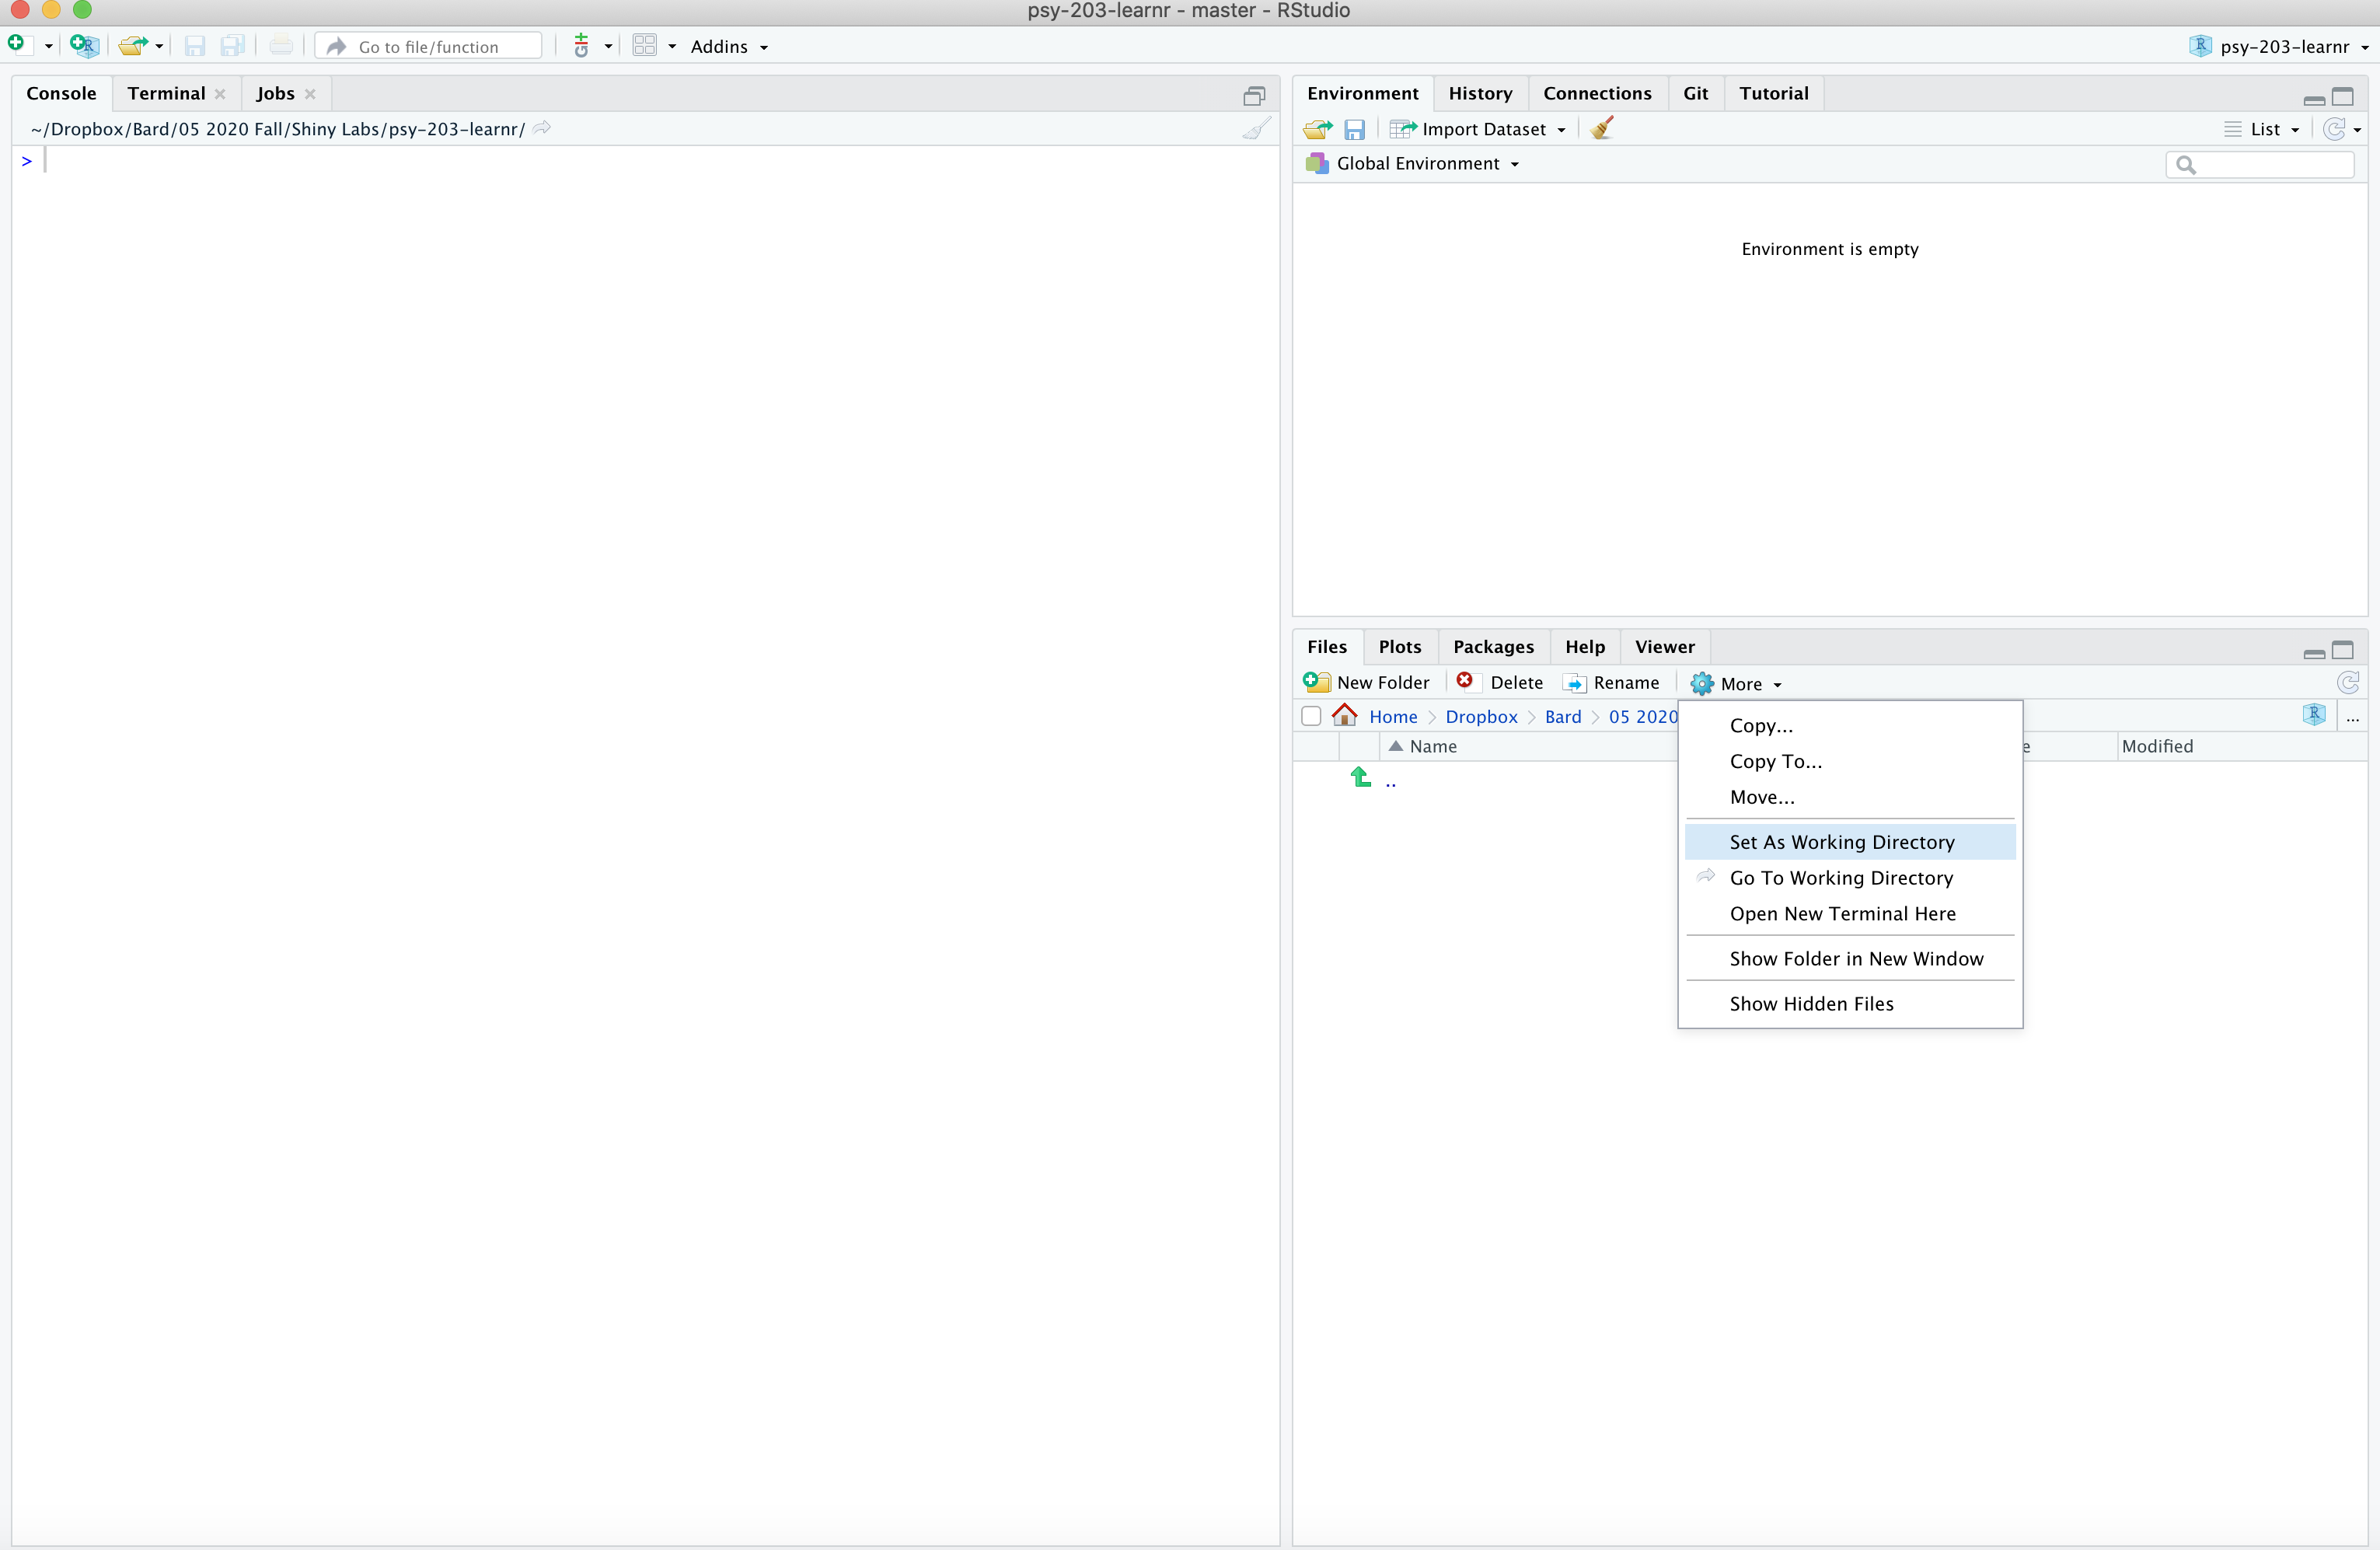 psy-203-learnr - master - RStudio
Go to file/function
Addins
psy-203-learnr
Console Terminal Jobs
~/Dropbox/Bard/05 2020 Fall/Shiny Labs/psy-203-learnr/
>
Environment History Connections Git Tutorial
Import Dataset
List
Global Environment
Environment is empty
Files Plots Packages Help Viewer
New Folder Delete Rename More
Home Dropbox Bard 05 2020
...
Name
Modified
..
Copy...
Copy To...
Move...
Set As Working Directory
Go To Working Directory
Open New Terminal Here
Show Folder in New Window
Show Hidden Files